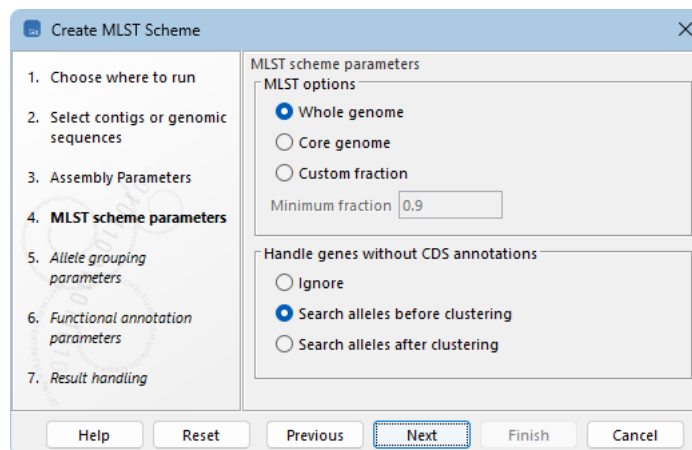 Create MLST Scheme
1. Choose where to run
2. Select contigs or genomic
sequences
3. Assembly Parameters
4. MLST scheme parameters
5. Allele grouping
parameters
6. Functional annotation
parameters
7. Result handling
MLST scheme parameters
MLST options
Whole genome
Core genome
Custom fraction
Minimum fraction 0.9
Handle genes without CDS annotations
Ignore
Search alleles before clustering
Search alleles after clustering
Help Reset Previous Next Finish Cancel